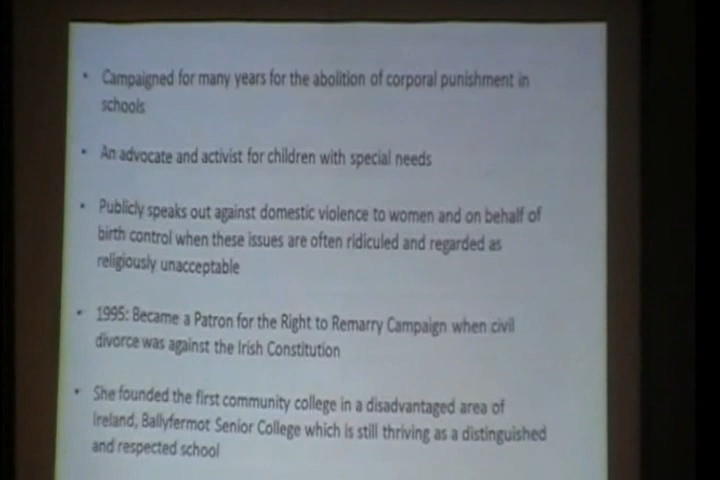 • Campaigned for many years for the abolition of corporal punishment in
schools
• An advocate and activist for children with special needs
• Publicly speaks out against domestic violence to women and on behalf of
birth control when these issues are often ridiculed and regarded as
religiously unacceptable
• 1995: Became a Patron for the Right to Remarry Campaign when civil
divorce was against the Irish Constitution
• She founded the first community college in a disadvantaged area of
Ireland, Ballyfermot Senior College which is still thriving as a distinguished
and respected school